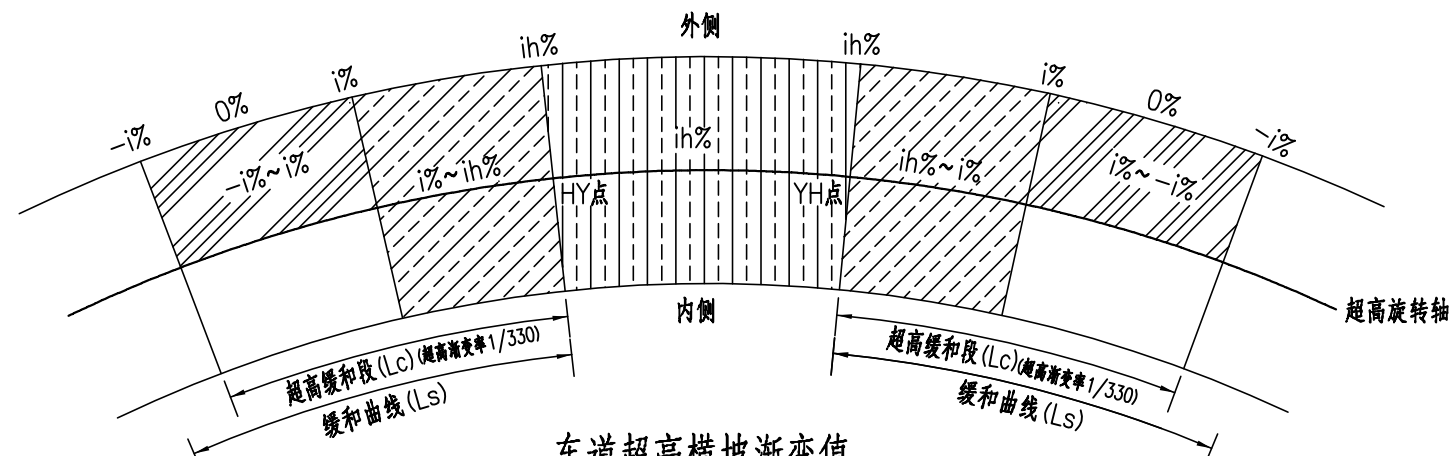 外侧
ih%
ih%
i%
i%
0%
0%
-i%
-i%
ih%
-i%~i%
i%~ih%
ih%~i%
i%~-i%
HY点
YH点
内侧
超高旋转轴
超高缓和段(Lc)(超高渐变率1/330)
超高缓和段(Lc)(超高渐变率1/330)
缓和曲线(Ls)
缓和曲线(Ls)
车道超高横坡渐变值